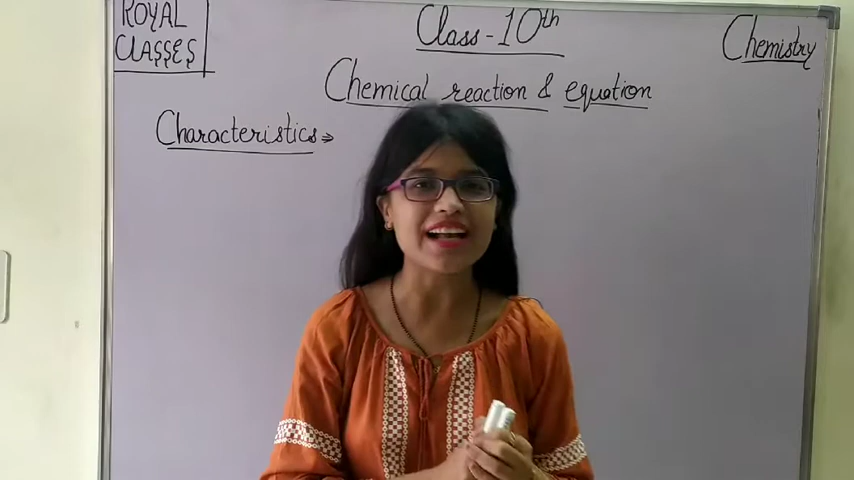 ROYAL
CLASSES
Class - 10th
Chemistry
Chemical reaction & equation
Characteristics ⇒